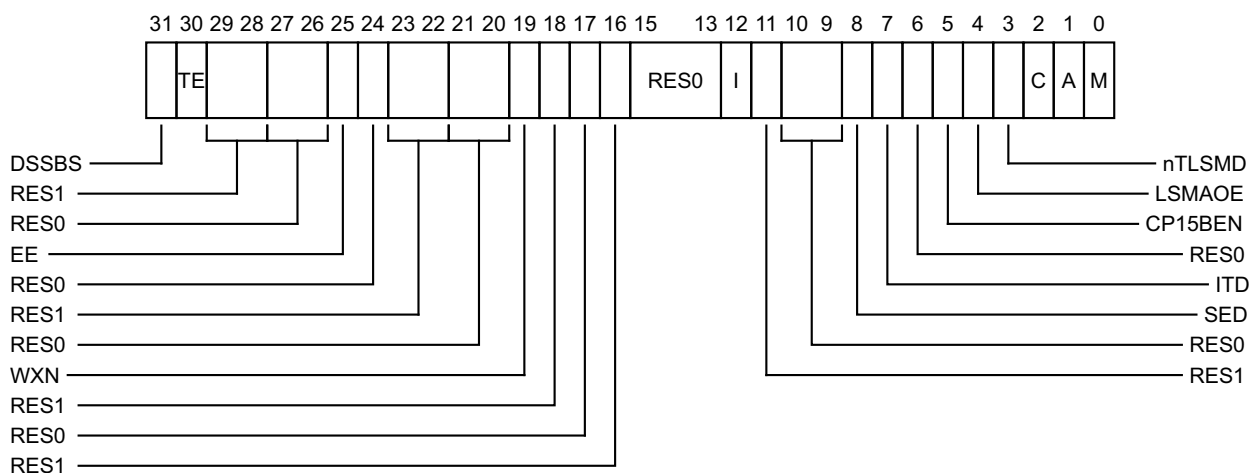 31 30 29 28 27 26 25 24 23 22 21 20 19 18 17 16 15 13 12 11 10 9 8 7 6 5 4 3 2 1 0
TE RES0 I C A M
DSSBS nTLSMD
RES1 LSMAOE
RES0 CP15BEN
EE RES0
RES0 ITD
RES1 SED
RES0 RES0
WXN RES1
RES1
RES0
RES1